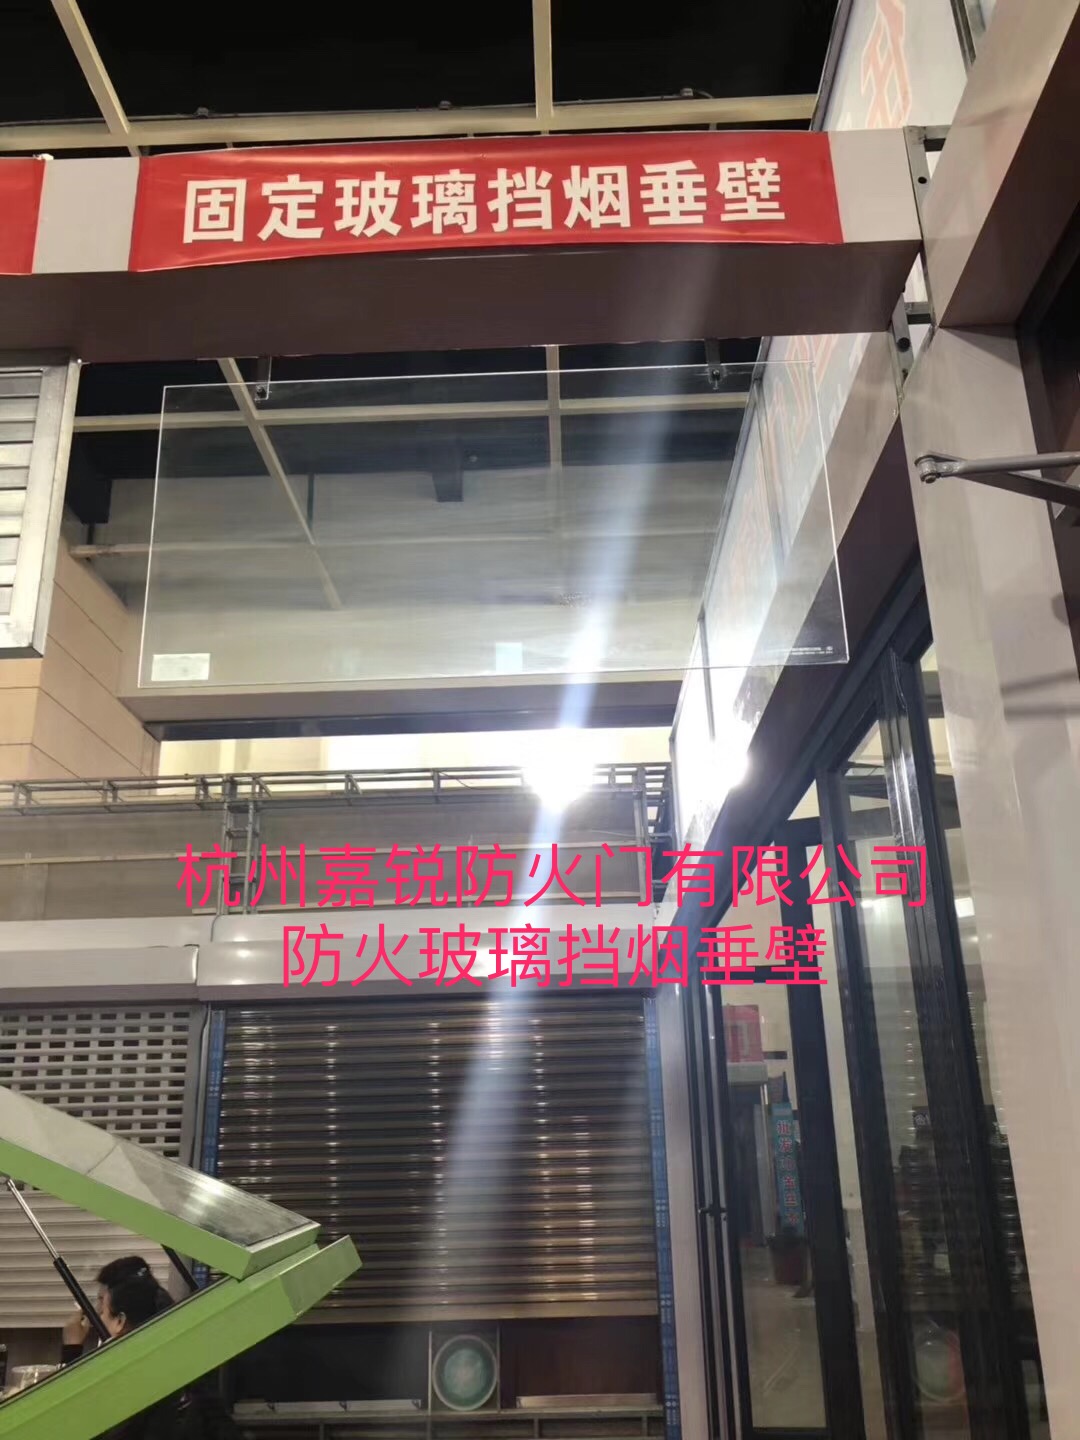 固定玻璃挡烟垂壁
杭州嘉锐防火门有限公司
防火玻璃挡烟垂壁